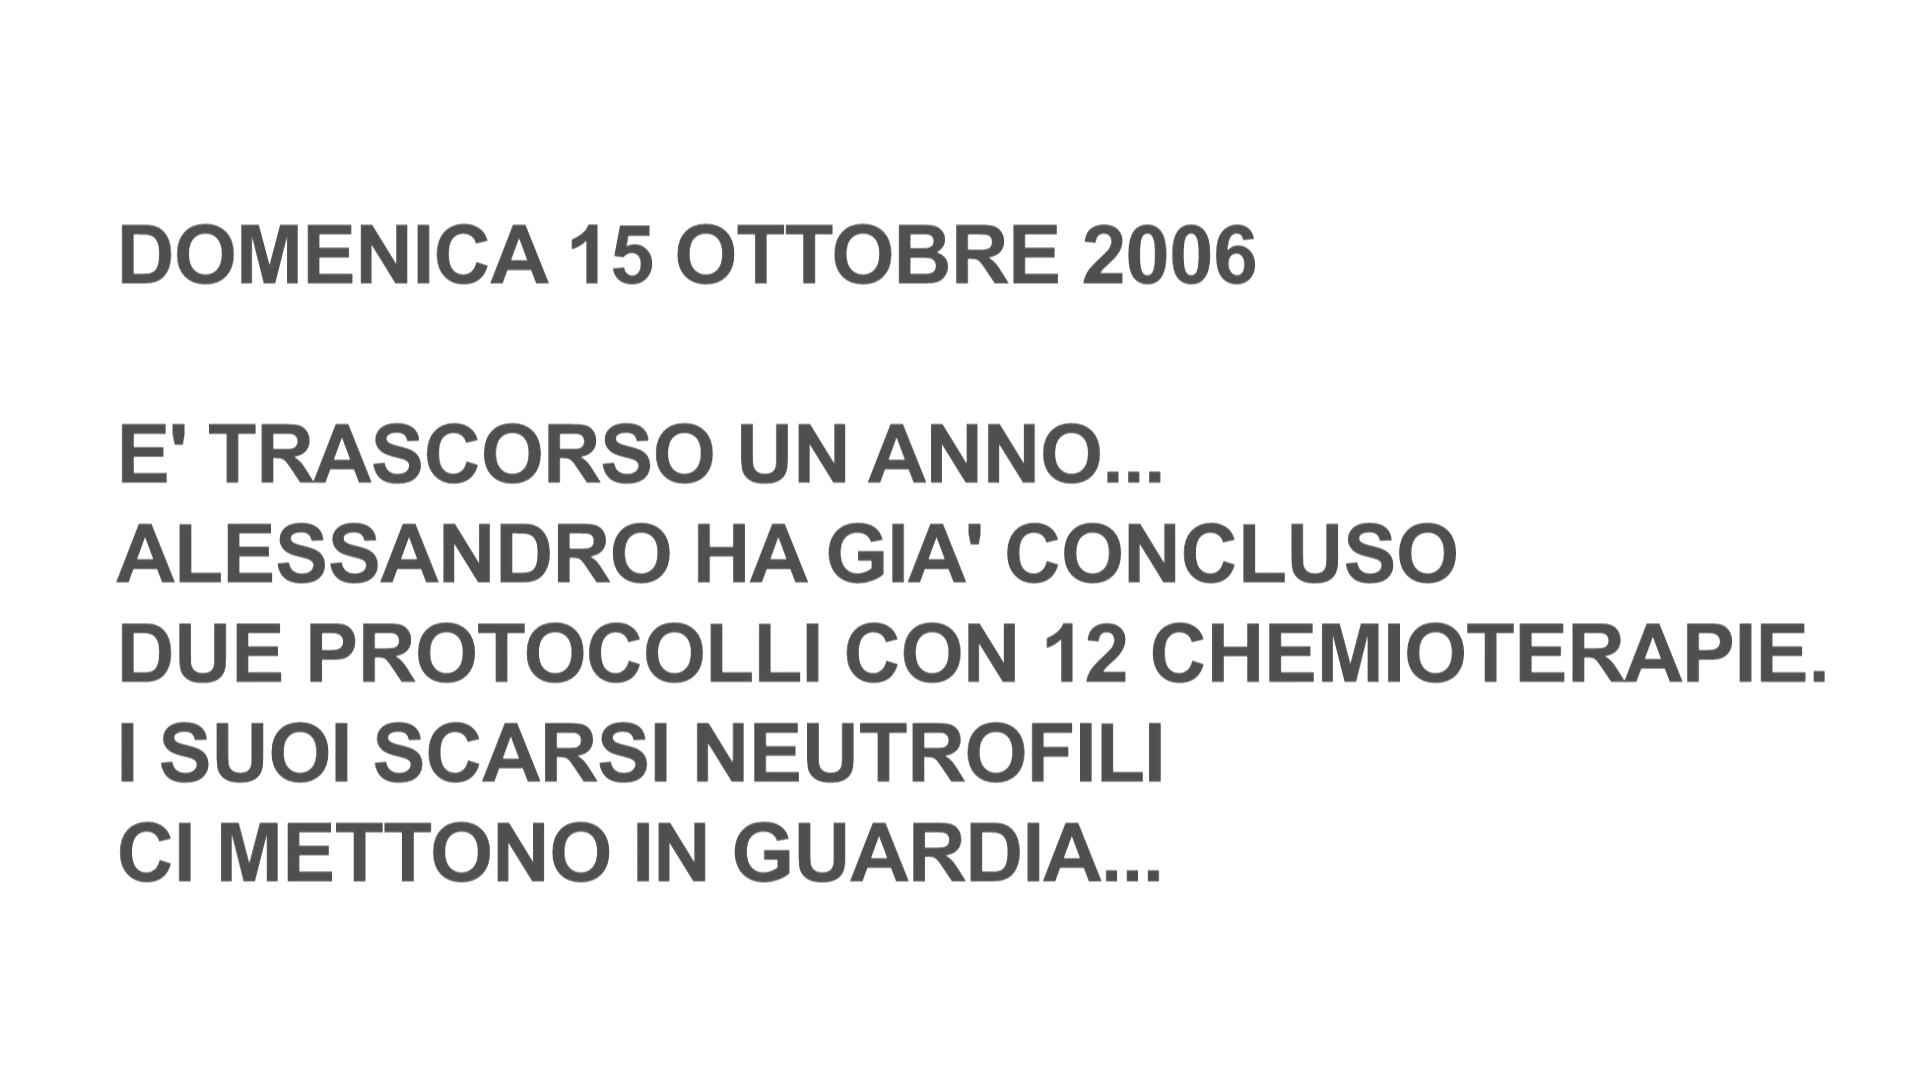 DOMENICA 15 OTTOBRE 2006
E' TRASCORSO UN ANNO...
ALESSANDRO HA GIA' CONCLUSO
DUE PROTOCOLLI CON 12 CHEMIOTERAPIE.
I SUOI SCARSI NEUTROFILI
CI METTONO IN GUARDIA...